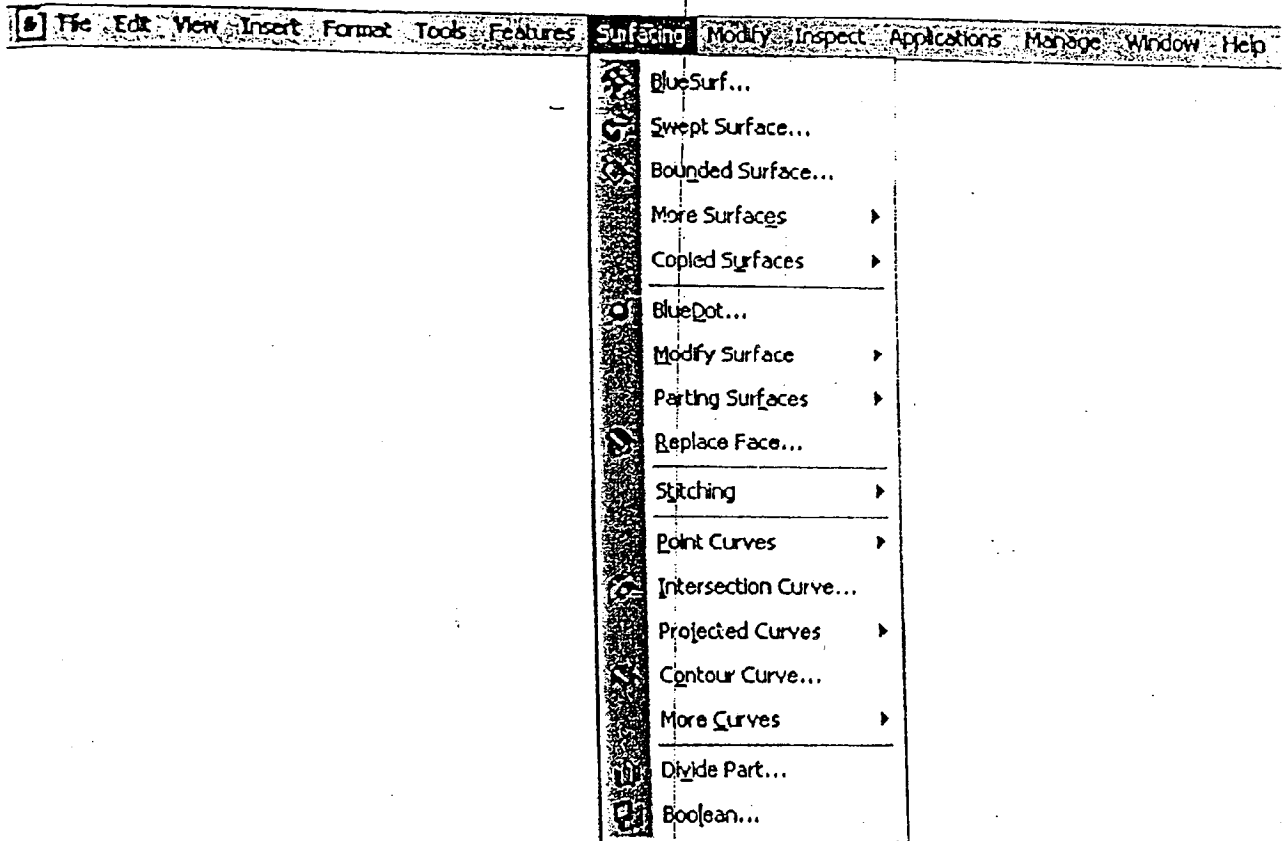 File Edit View Insert Format Tools Features Surfacing Modify Inspect Applications Manage Window Help
BlueSurf...
Swept Surface...
Bounded Surface...
More Surfaces
Copied Surfaces
BlueDot...
Modify Surface
Parting Surfaces
Replace Face...
Stitching
Point Curves
Intersection Curve...
Projected Curves
Contour Curve...
More Curves
Divide Part...
Boolean...